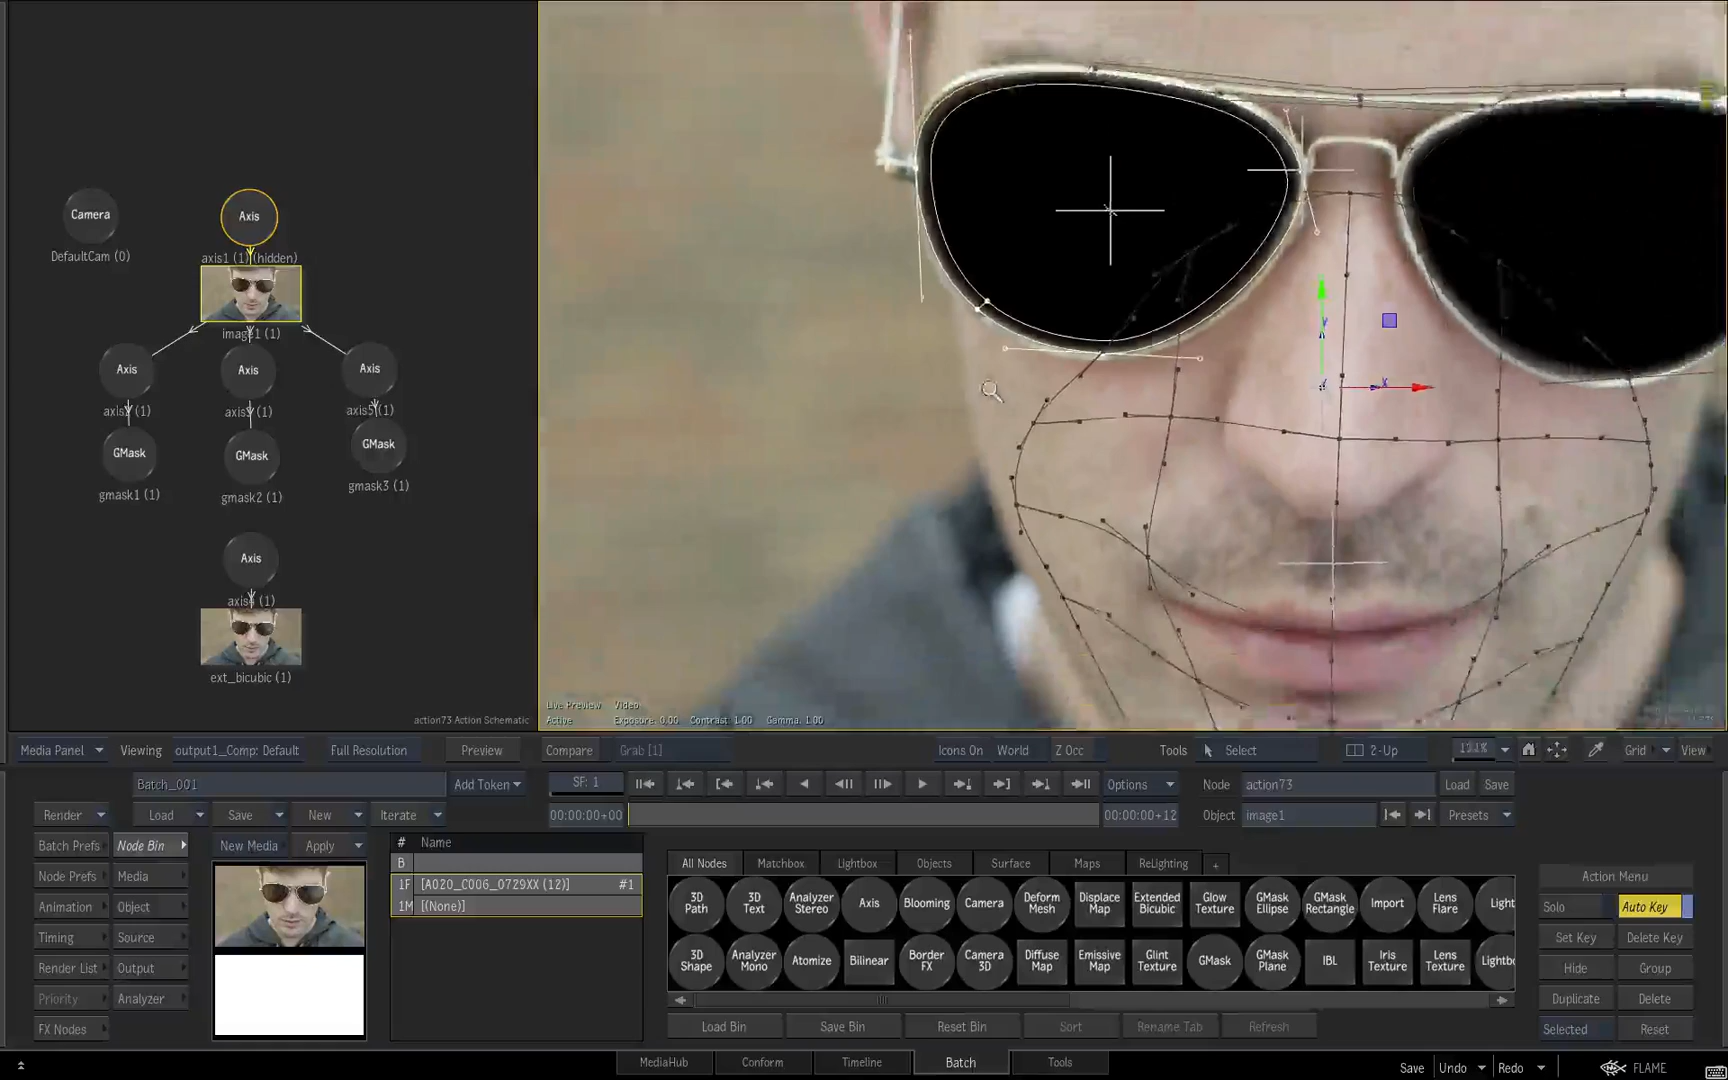 Camera
DefaultCam (0)
Axis
axis1 (1) (hidden)
image1 (1)
Axis
Axis
Axis
GMask
GMask
GMask
gmask1 (1)
gmask2 (1)
gmask3 (1)
Axis
ext_bicubic (1)
action73 Action Schematic
Live Preview Video
Active Exposure: 0.00 Contrast: 1.00 Gamma: 1.00
Y
X
Media Panel Viewing output1_Comp: Default Full Resolution Preview Compare Grab [1] Icons On World Z Occ Tools Select 2-Up Grid View
Batch_001 Add Token SF: 1 Options Node action73 Load Save
Render Load Save New Iterate 00:00:00+00 00:00:00+12 Object image1 Presets
Batch Prefs Node Bin New Media Apply
# Name
B
1F [A020_C006_0729XX (12)] #1
1M [(None)]
Node Prefs Media
Animation Object
Timing Source
Render List Output
Priority Analyzer
FX Nodes
All Nodes Matchbox Lightbox Objects Surface Maps ReLighting +
3D Path
3D Text
Analyzer Stereo
Axis
Blooming
Camera
Deform Mesh
Displace Map
Extended Bicubic
Glow Texture
GMask Ellipse
GMask Rectangle
Import
Lens Flare
Light
3D Shape
Analyzer Mono
Atomize
Bilinear
Border FX
Camera 3D
Diffuse Map
Emissive Map
Glint Texture
GMask
GMask Plane
IBL
Iris Texture
Lens Texture
Lightbo
Load Bin Save Bin Reset Bin Sort Rename Tab Refresh
Action Menu
Solo Auto Key
Set Key Delete Key
Hide Group
Duplicate Delete
Selected Reset
MediaHub Conform Timeline Batch Tools
Save Undo Redo FLAME